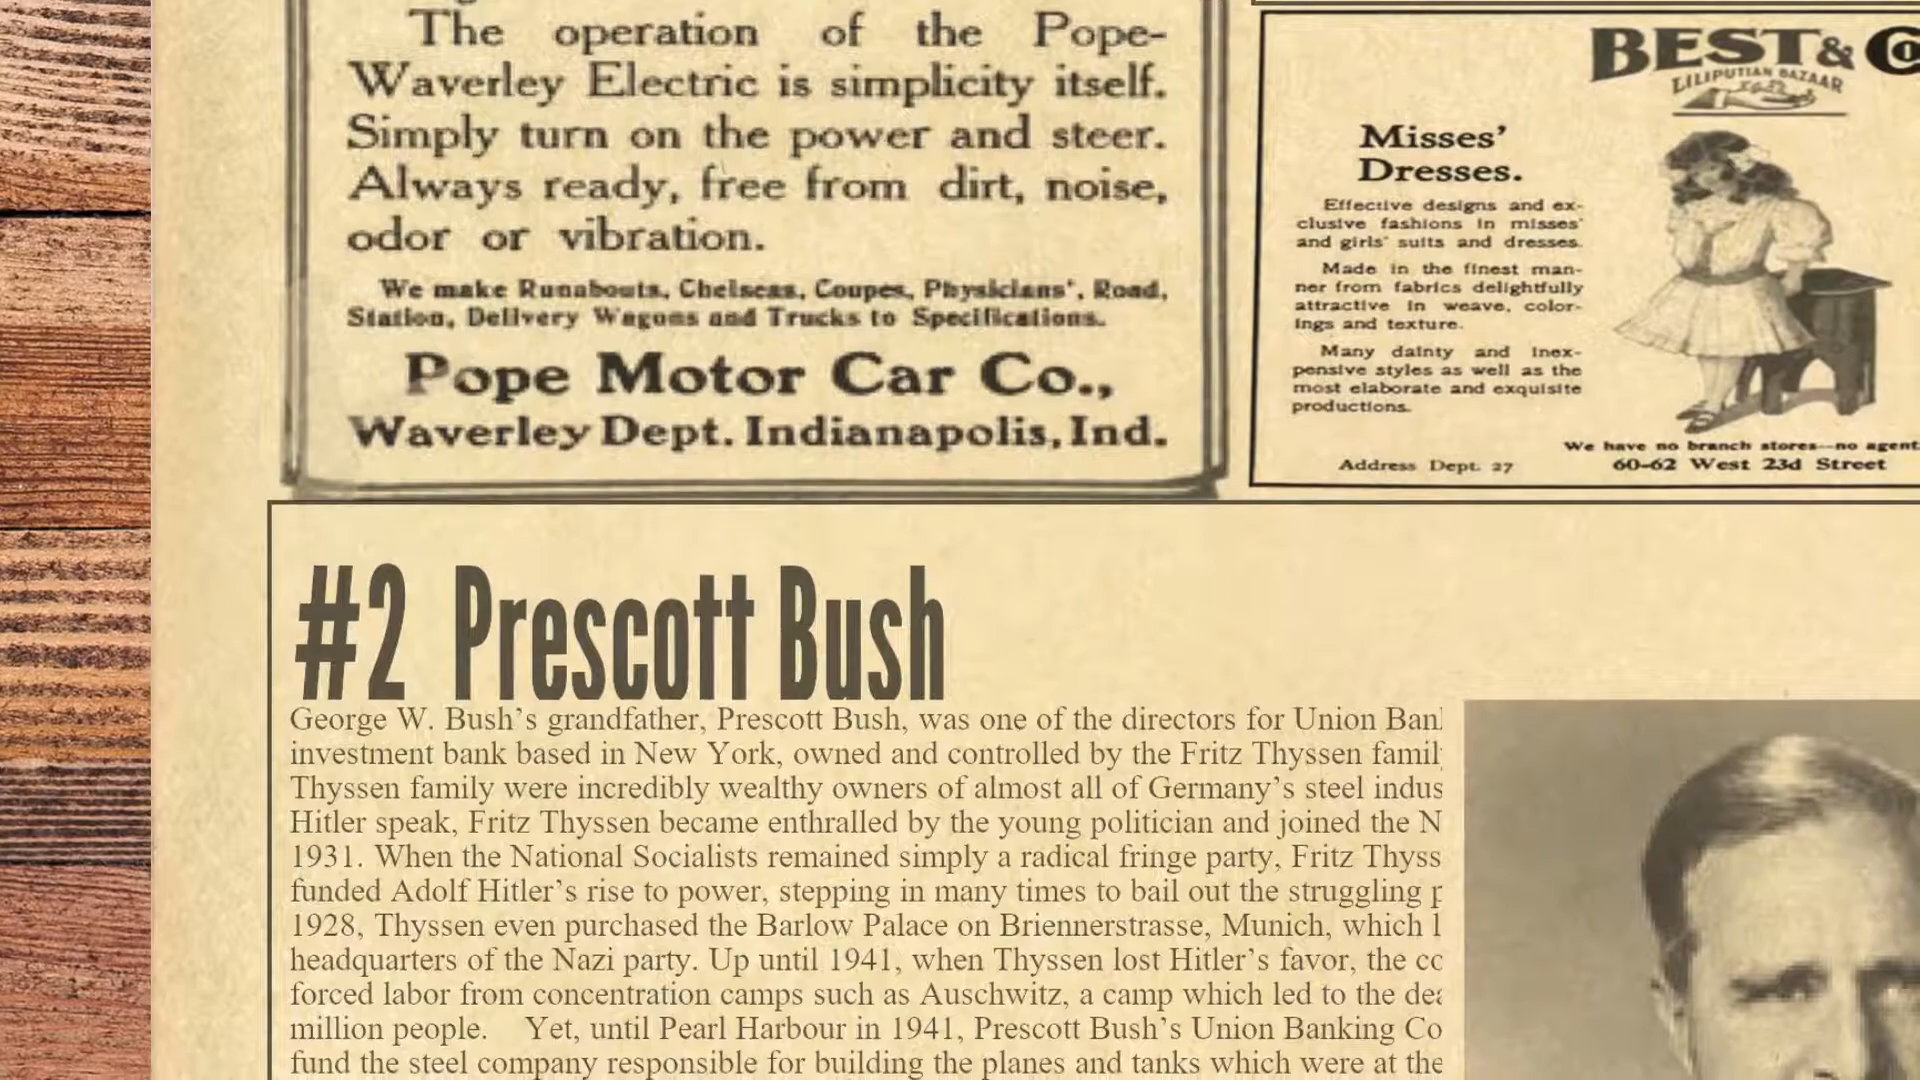 The operation of the Pope-
Waverley Electric is simplicity itself.
Simply turn on the power and steer.
Always ready, free from dirt, noise,
odor or vibration.
We make Runabouts, Chelseas, Coupes, Physicians', Road,
Station, Delivery Wagons and Trucks to Specifications.
Pope Motor Car Co.,
Waverley Dept. Indianapolis, Ind.
BEST & Co
LILIPUTIAN BAZAAR
Misses'
Dresses.
Effective designs and ex-
clusive fashions in misses'
and girls' suits and dresses.
Made in the finest man-
ner from fabrics delightfully
attractive in weave, color-
ings and texture.
Many dainty and inex-
pensive styles as well as the
most elaborate and exquisite
productions.
We have no branch stores—no agent
Address Dept. 27
60-62 West 23d Street
#2 Prescott Bush
George W. Bush’s grandfather, Prescott Bush, was one of the directors for Union Ban
investment bank based in New York, owned and controlled by the Fritz Thyssen famil
Thyssen family were incredibly wealthy owners of almost all of Germany’s steel indus
Hitler speak, Fritz Thyssen became enthralled by the young politician and joined the N
1931. When the National Socialists remained simply a radical fringe party, Fritz Thyss
funded Adolf Hitler’s rise to power, stepping in many times to bail out the struggling p
1928, Thyssen even purchased the Barlow Palace on Briennerstrasse, Munich, which l
headquarters of the Nazi party. Up until 1941, when Thyssen lost Hitler’s favor, the co
forced labor from concentration camps such as Auschwitz, a camp which led to the dea
million people. Yet, until Pearl Harbour in 1941, Prescott Bush’s Union Banking Co
fund the steel company responsible for building the planes and tanks which were at the